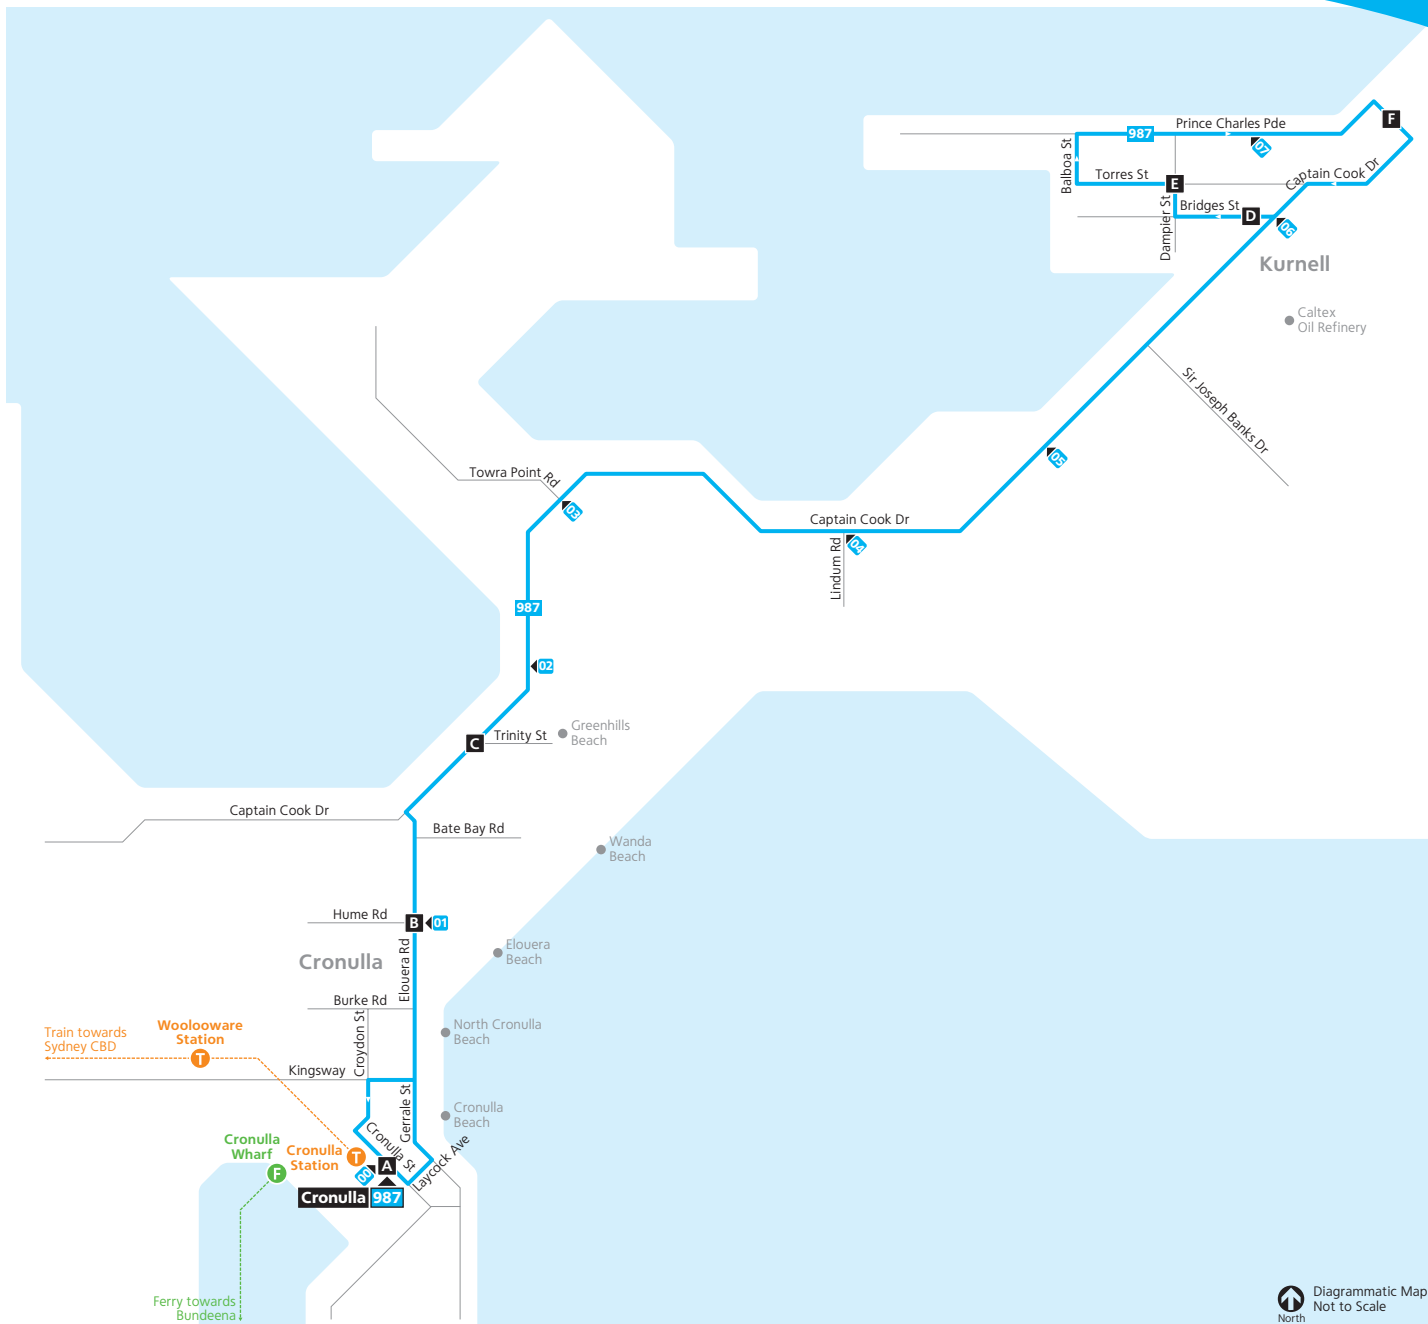 Prince Charles Pde
F
987
07
Balboa St
Torres St
E
Captain Cook Dr
Bridges St
D
06
Dampier St
Kurnell
Caltex
Oil Refinery
Sir Joseph Banks Dr
05
Towra Point Rd
03
Captain Cook Dr
04
Lindum Rd
987
02
Greenhills
Beach
Trinity St
C
Captain Cook Dr
Bate Bay Rd
Wanda
Beach
Hume Rd
B
01
Elouera Rd
Elouera
Beach
Cronulla
Burke Rd
Croydon St
North Cronulla
Beach
Woolooware
Station
T
Train towards
Sydney CBD
Kingsway
Gerrale St
Cronulla
Beach
Cronulla St
Laycock Ave
Cronulla
Wharf
F
Cronulla
Station
T
A
00
Cronulla 987
Ferry towards
Bundeena
Diagrammatic Map
Not to Scale
North